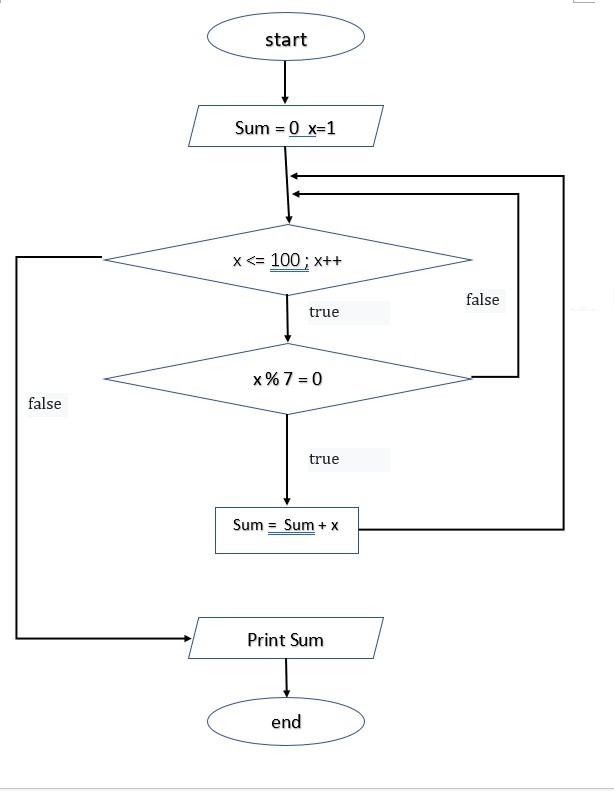 start
Sum = 0 x=1
x <= 100 ; x++
true
false
x % 7 = 0
false
true
Sum = Sum + x
Print Sum
end